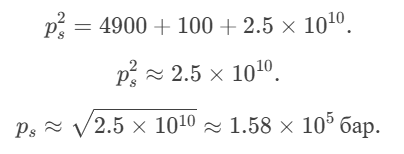 p_s^2 = 4900 + 100 + 2.5 × 10^10.
p_s^2 ≈ 2.5 × 10^10.
p_s ≈ √(2.5 × 10^10) ≈ 1.58 × 10^5 бар.